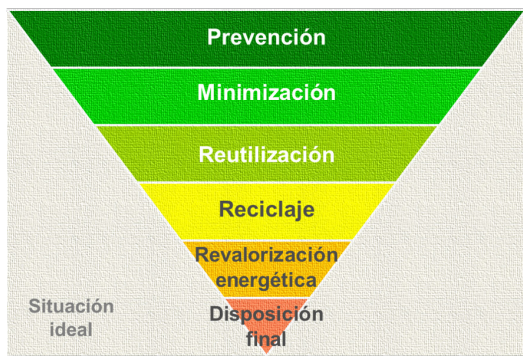 Prevención
Minimización
Reutilización
Reciclaje
Revalorización
energética
Disposición
final
Situación
ideal